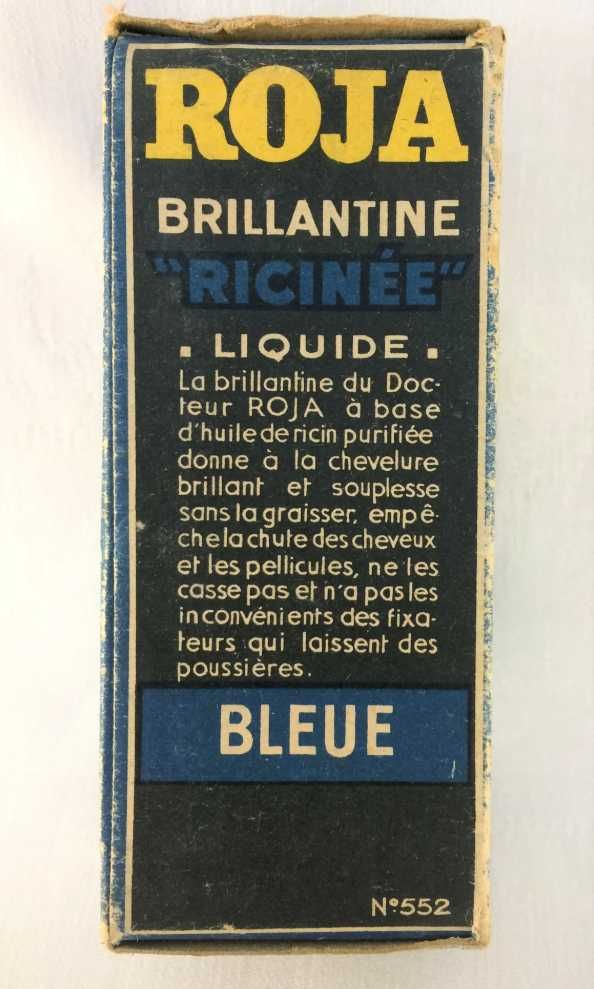 ROJA
BRILLANTINE
"RICINÉE"
. LIQUIDE .
La brillantine du Doc-
teur ROJA à base
d'huile de ricin purifiée
donne à la chevelure
brillant et souplesse
sans la graisser, empê-
che la chute des cheveux
et les pellicules, ne les
casse pas et n'a pas les
inconvénients des fixa-
teurs qui laissent des
poussières.
BLEUE
Nº552